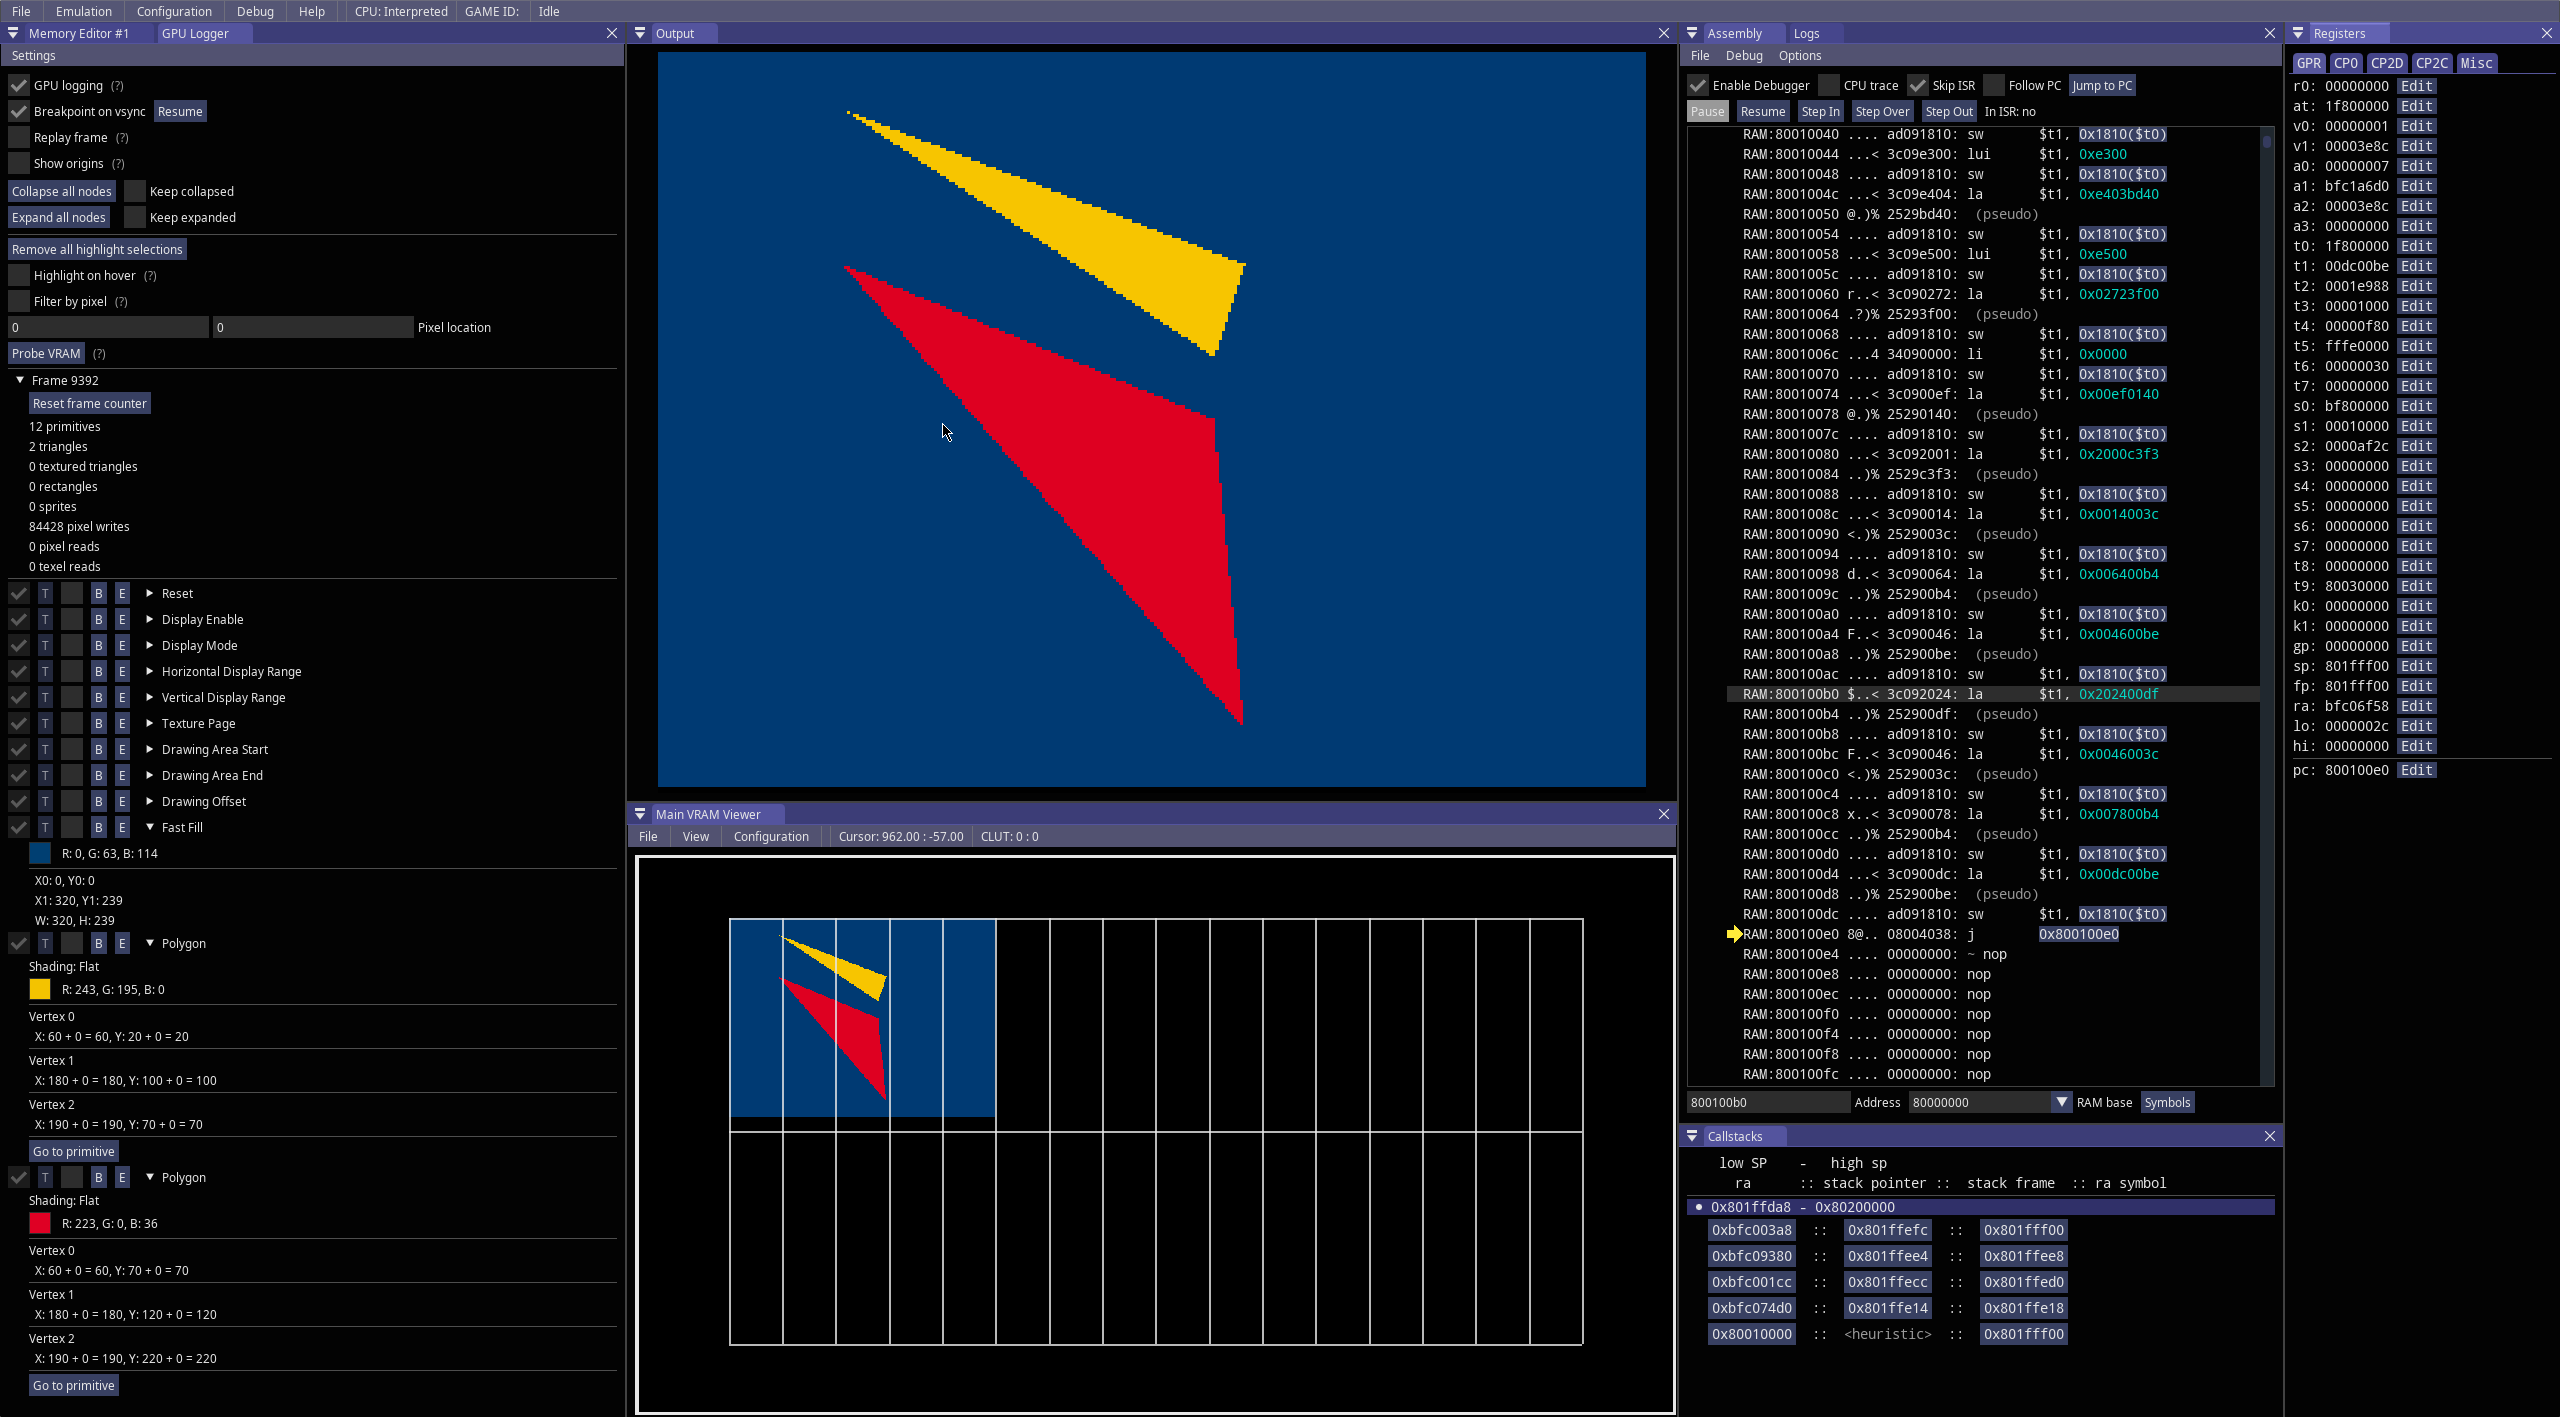 File Emulation Configuration Debug Help CPU: Interpreted GAME ID: Idle
Memory Editor #1 GPU Logger
Settings
GPU logging (?)
Breakpoint on vsync Resume
Replay frame (?)
Show origins (?)
Collapse all nodes Keep collapsed
Expand all nodes Keep expanded
Remove all highlight selections
Highlight on hover (?)
Filter by pixel (?)
0 0 Pixel location
Probe VRAM (?)
Frame 9392
Reset frame counter
12 primitives
2 triangles
0 textured triangles
0 rectangles
0 sprites
84428 pixel writes
0 pixel reads
0 texel reads
T B E Reset
T B E Display Enable
T B E Display Mode
T B E Horizontal Display Range
T B E Vertical Display Range
T B E Texture Page
T B E Drawing Area Start
T B E Drawing Area End
T B E Drawing Offset
T B E Fast Fill
R: 0, G: 63, B: 114
X0: 0, Y0: 0
X1: 320, Y1: 239
W: 320, H: 239
T B E Polygon
Shading: Flat
R: 243, G: 195, B: 0
Vertex 0
X: 60 + 0 = 60, Y: 20 + 0 = 20
Vertex 1
X: 180 + 0 = 180, Y: 100 + 0 = 100
Vertex 2
X: 190 + 0 = 190, Y: 70 + 0 = 70
Go to primitive
T B E Polygon
Shading: Flat
R: 223, G: 0, B: 36
Vertex 0
X: 60 + 0 = 60, Y: 70 + 0 = 70
Vertex 1
X: 180 + 0 = 180, Y: 120 + 0 = 120
Vertex 2
X: 190 + 0 = 190, Y: 220 + 0 = 220
Go to primitive
Output
Main VRAM Viewer
File View Configuration Cursor: 962.00 : -57.00 CLUT: 0 : 0
Assembly Logs
File Debug Options
Enable Debugger CPU trace Skip ISR Follow PC Jump to PC
Pause Resume Step In Step Over Step Out In ISR: no
RAM:80010040 .... ad091810: sw $t1, 0x1810($t0)
RAM:80010044 ...< 3c09e300: lui $t1, 0xe300
RAM:80010048 .... ad091810: sw $t1, 0x1810($t0)
RAM:8001004c ...< 3c09e404: la $t1, 0xe403bd40
RAM:80010050 @.)% 2529bd40: (pseudo)
RAM:80010054 .... ad091810: sw $t1, 0x1810($t0)
RAM:80010058 ...< 3c09e500: lui $t1, 0xe500
RAM:8001005c .... ad091810: sw $t1, 0x1810($t0)
RAM:80010060 r..< 3c090272: la $t1, 0x02723f00
RAM:80010064 .?)% 25293f00: (pseudo)
RAM:80010068 .... ad091810: sw $t1, 0x1810($t0)
RAM:8001006c ...4 34090000: li $t1, 0x0000
RAM:80010070 .... ad091810: sw $t1, 0x1810($t0)
RAM:80010074 ...< 3c0900ef: la $t1, 0x00ef0140
RAM:80010078 @.)% 25290140: (pseudo)
RAM:8001007c .... ad091810: sw $t1, 0x1810($t0)
RAM:80010080 ...< 3c092001: la $t1, 0x2000c3f3
RAM:80010084 ..)% 2529c3f3: (pseudo)
RAM:80010088 .... ad091810: sw $t1, 0x1810($t0)
RAM:8001008c ...< 3c090014: la $t1, 0x0014003c
RAM:80010090 <.)% 2529003c: (pseudo)
RAM:80010094 .... ad091810: sw $t1, 0x1810($t0)
RAM:80010098 d..< 3c090064: la $t1, 0x006400b4
RAM:8001009c ..)% 252900b4: (pseudo)
RAM:800100a0 .... ad091810: sw $t1, 0x1810($t0)
RAM:800100a4 F..< 3c090046: la $t1, 0x004600be
RAM:800100a8 ..)% 252900be: (pseudo)
RAM:800100ac .... ad091810: sw $t1, 0x1810($t0)
RAM:800100b0 $..< 3c092024: la $t1, 0x202400df
RAM:800100b4 ..)% 252900df: (pseudo)
RAM:800100b8 .... ad091810: sw $t1, 0x1810($t0)
RAM:800100bc F..< 3c090046: la $t1, 0x0046003c
RAM:800100c0 <.)% 2529003c: (pseudo)
RAM:800100c4 .... ad091810: sw $t1, 0x1810($t0)
RAM:800100c8 x..< 3c090078: la $t1, 0x007800b4
RAM:800100cc ..)% 252900b4: (pseudo)
RAM:800100d0 .... ad091810: sw $t1, 0x1810($t0)
RAM:800100d4 ...< 3c0900dc: la $t1, 0x00dc00be
RAM:800100d8 ..)% 252900be: (pseudo)
RAM:800100dc .... ad091810: sw $t1, 0x1810($t0)
RAM:800100e0 8@.. 08004038: j 0x800100e0
RAM:800100e4 .... 00000000: ~ nop
RAM:800100e8 .... 00000000: nop
RAM:800100ec .... 00000000: nop
RAM:800100f0 .... 00000000: nop
RAM:800100f4 .... 00000000: nop
RAM:800100f8 .... 00000000: nop
RAM:800100fc .... 00000000: nop
800100b0 Address 80000000 RAM base Symbols
Callstacks
low SP - high sp
ra :: stack pointer :: stack frame :: ra symbol
0x801ffda8 - 0x80200000
0xbfc003a8 :: 0x801ffefc :: 0x801fff00
0xbfc09380 :: 0x801ffee4 :: 0x801ffee8
0xbfc001cc :: 0x801ffecc :: 0x801ffed0
0xbfc074d0 :: 0x801ffe14 :: 0x801ffe18
0x80010000 :: <heuristic> :: 0x801fff00
Registers
GPR CP0 CP2D CP2C Misc
r0: 00000000 Edit
at: 1f800000 Edit
v0: 00000001 Edit
v1: 00003e8c Edit
a0: 00000007 Edit
a1: bfc1a6d0 Edit
a2: 00003e8c Edit
a3: 00000000 Edit
t0: 1f800000 Edit
t1: 00dc00be Edit
t2: 0001e988 Edit
t3: 00001000 Edit
t4: 00000f80 Edit
t5: fffe0000 Edit
t6: 00000030 Edit
t7: 00000000 Edit
s0: bf800000 Edit
s1: 00010000 Edit
s2: 0000af2c Edit
s3: 00000000 Edit
s4: 00000000 Edit
s5: 00000000 Edit
s6: 00000000 Edit
s7: 00000000 Edit
t8: 00000000 Edit
t9: 80030000 Edit
k0: 00000000 Edit
k1: 00000000 Edit
gp: 00000000 Edit
sp: 801fff00 Edit
fp: 801fff00 Edit
ra: bfc06f58 Edit
lo: 0000002c Edit
hi: 00000000 Edit
pc: 800100e0 Edit